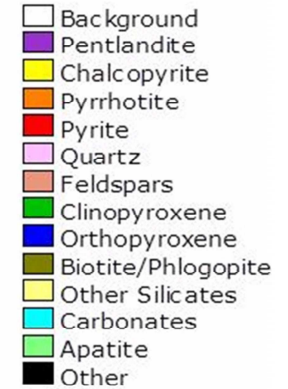 Background
Pentlandite
Chalcopyrite
Pyrrhotite
Pyrite
Quartz
Feldspars
Clinopyroxene
Orthopyroxene
Biotite/Phlogopite
Other Silicates
Carbonates
Apatite
Other